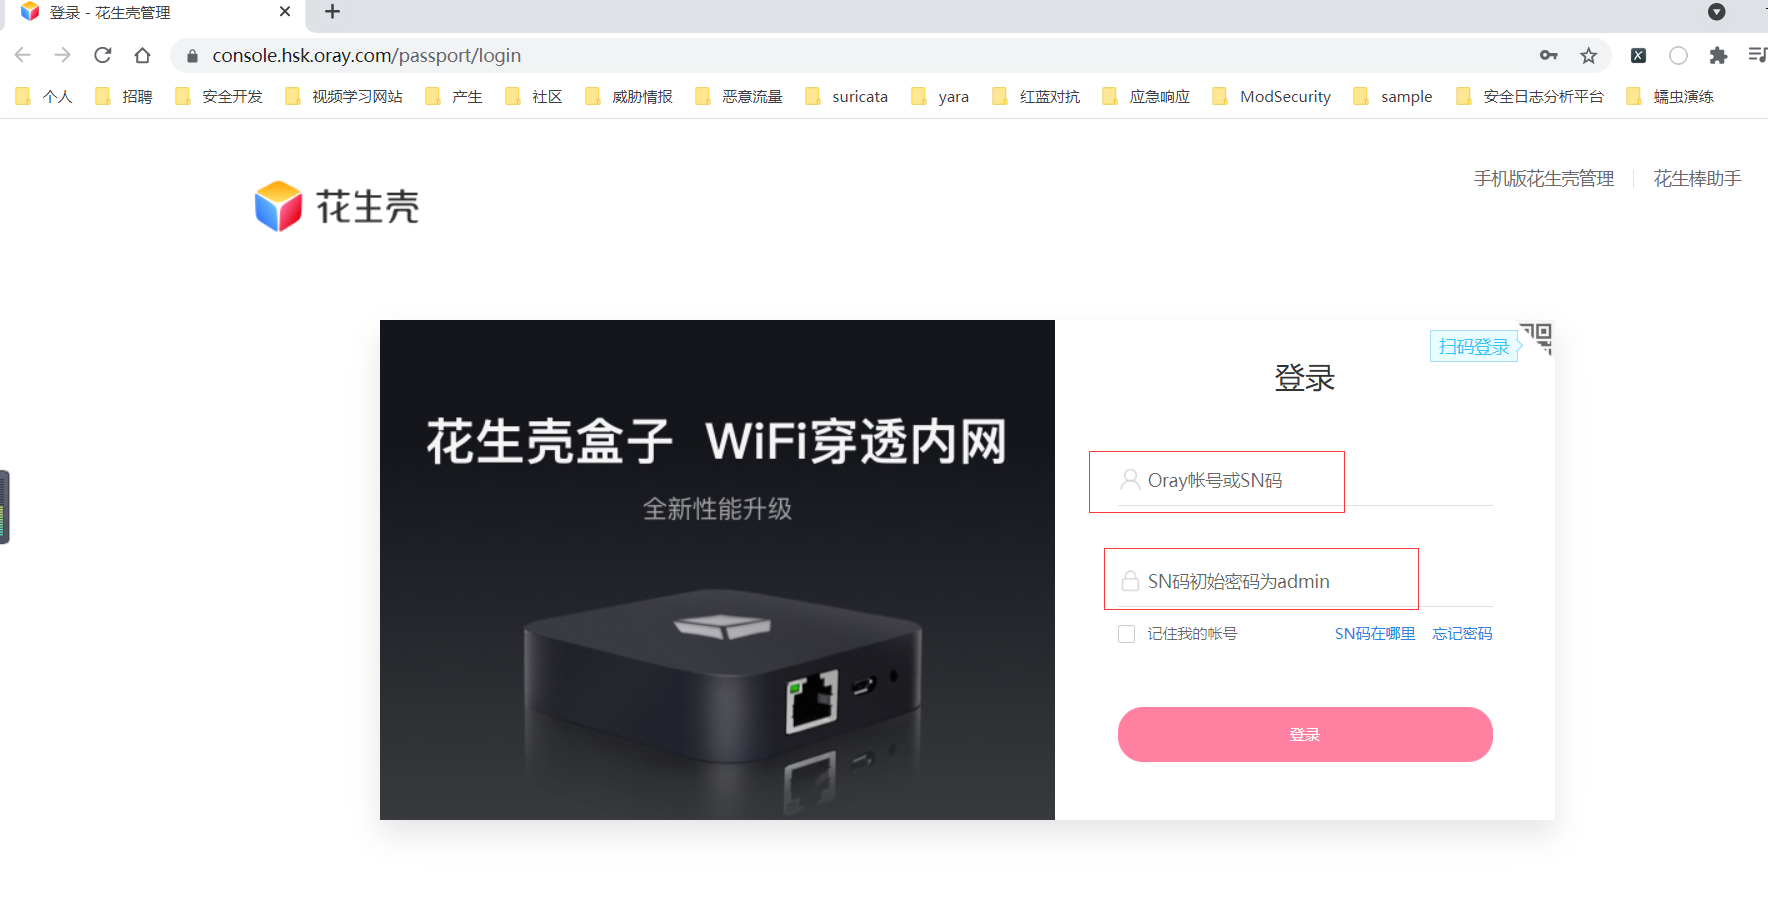 登录 - 花生壳管理
console.hsk.oray.com/passport/login
个人 招聘 安全开发 视频学习网站 产生 社区 威胁情报 恶意流量 suricata yara 红蓝对抗 应急响应 ModSecurity sample 安全日志分析平台 蠕虫演练
手机版花生壳管理 花生棒助手
花生壳
扫码登录
登录
花生壳盒子 WiFi穿透内网
全新性能升级
Oray帐号或SN码
SN码初始密码为admin
记住我的帐号 SN码在哪里 忘记密码
登录